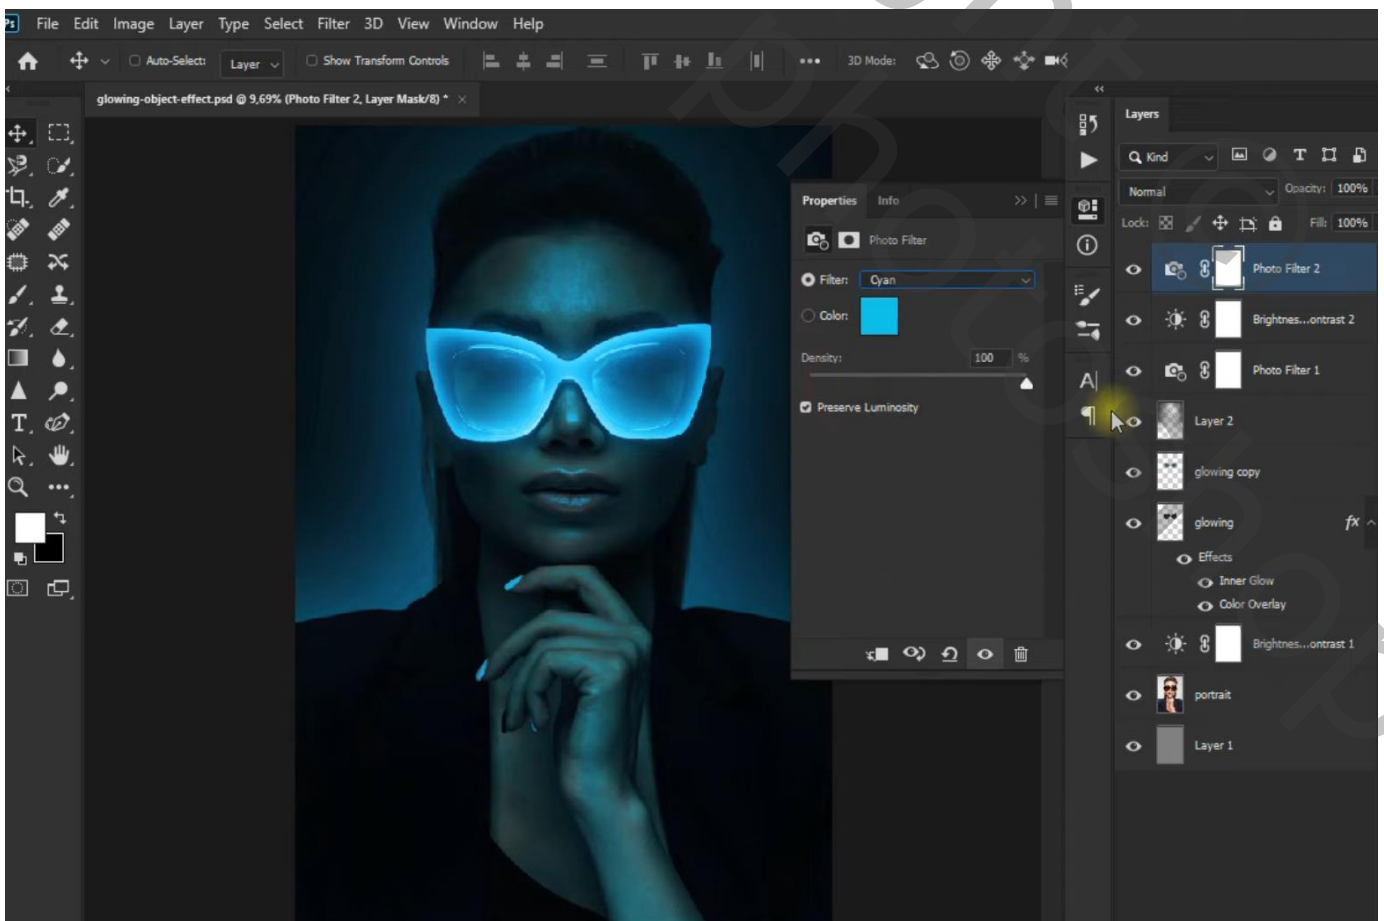 Ps File Edit Image Layer Type Select Filter 3D View Window Help
Auto-Select: Layer Show Transform Controls 3D Mode:
glowing-object-effect.psd @ 9,69% (Photo Filter 2, Layer Mask/8) * ×
Layers
Kind
Normal Opacity: 100%
Lock: Fill: 100%
Properties Info
Photo Filter
Filter: Cyan
Color:
Density: 100 %
Preserve Luminosity
Photo Filter 2
Brightnes...ontrast 2
Photo Filter 1
Layer 2
glowing copy
glowing fx
Effects
Inner Glow
Color Overlay
Brightnes...ontrast 1
portrait
Layer 1